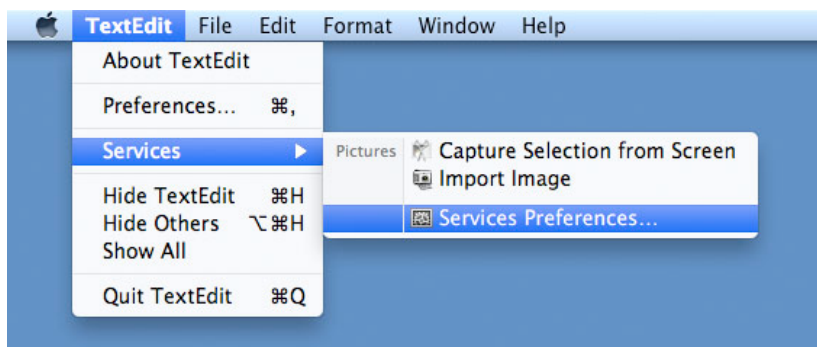 TextEdit File Edit Format Window Help
About TextEdit
Preferences... ⌘,
Services
Pictures Capture Selection from Screen
Import Image
Services Preferences...
Hide TextEdit ⌘H
Hide Others ⌥⌘H
Show All
Quit TextEdit ⌘Q